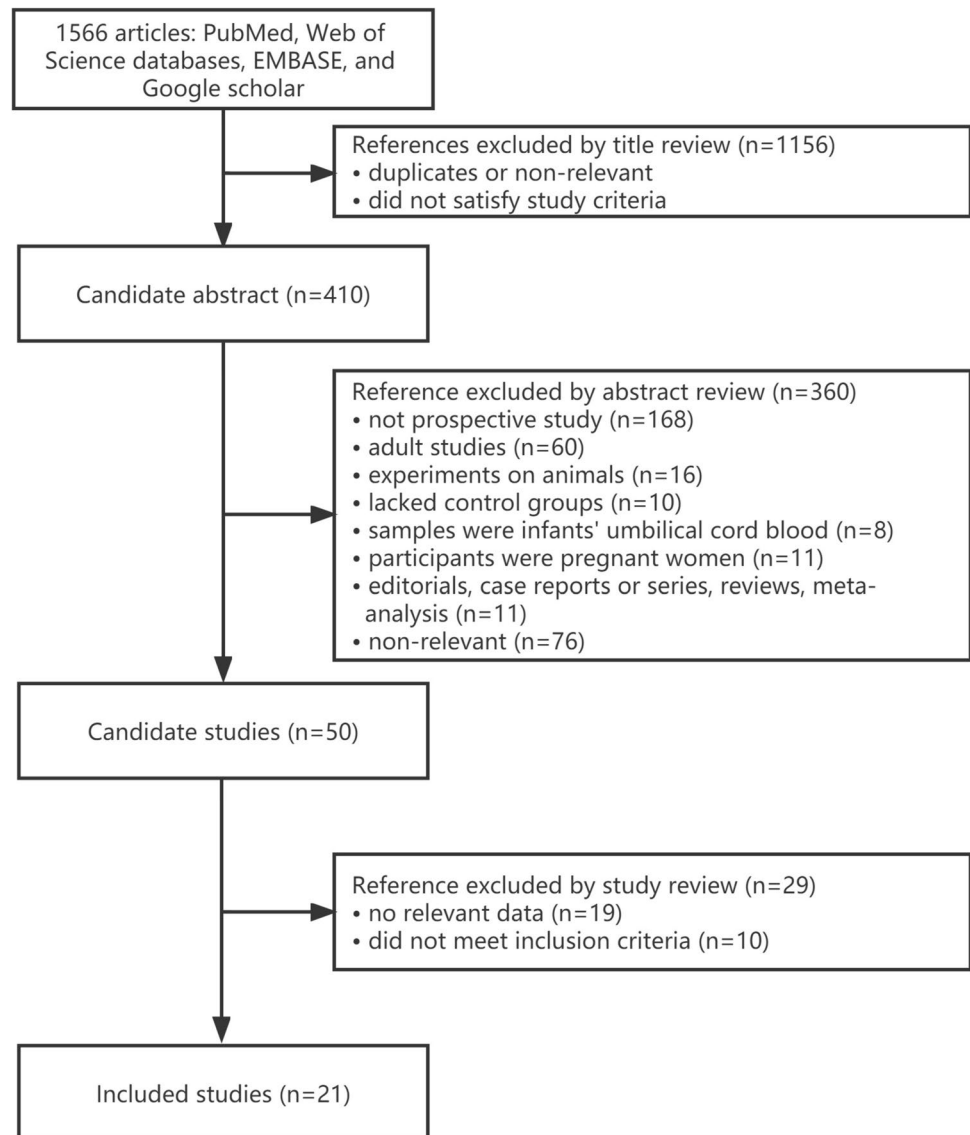 1566 articles: PubMed, Web of
Science databases, EMBASE, and
Google scholar
References excluded by title review (n=1156)
• duplicates or non-relevant
• did not satisfy study criteria
Candidate abstract (n=410)
Reference excluded by abstract review (n=360)
• not prospective study (n=168)
• adult studies (n=60)
• experiments on animals (n=16)
• lacked control groups (n=10)
• samples were infants' umbilical cord blood (n=8)
• participants were pregnant women (n=11)
• editorials, case reports or series, reviews, meta-
analysis (n=11)
• non-relevant (n=76)
Candidate studies (n=50)
Reference excluded by study review (n=29)
• no relevant data (n=19)
• did not meet inclusion criteria (n=10)
Included studies (n=21)